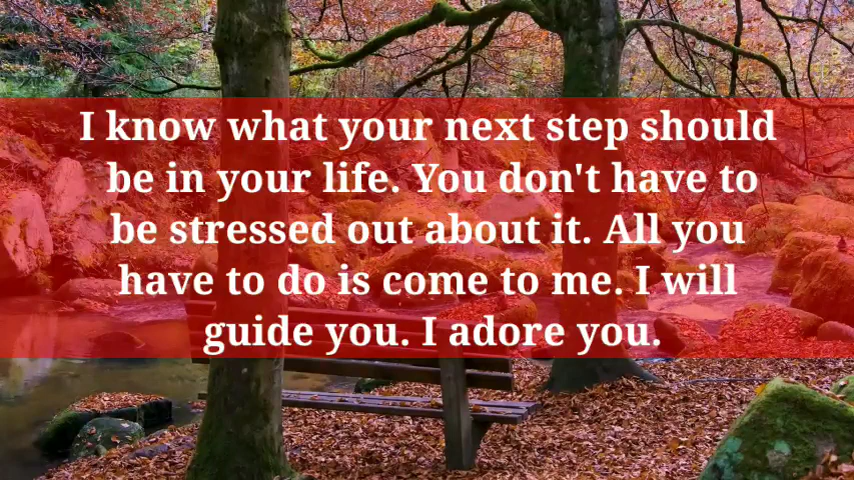 I know what your next step should
be in your life. You don't have to
be stressed out about it. All you
have to do is come to me. I will
guide you. I adore you.